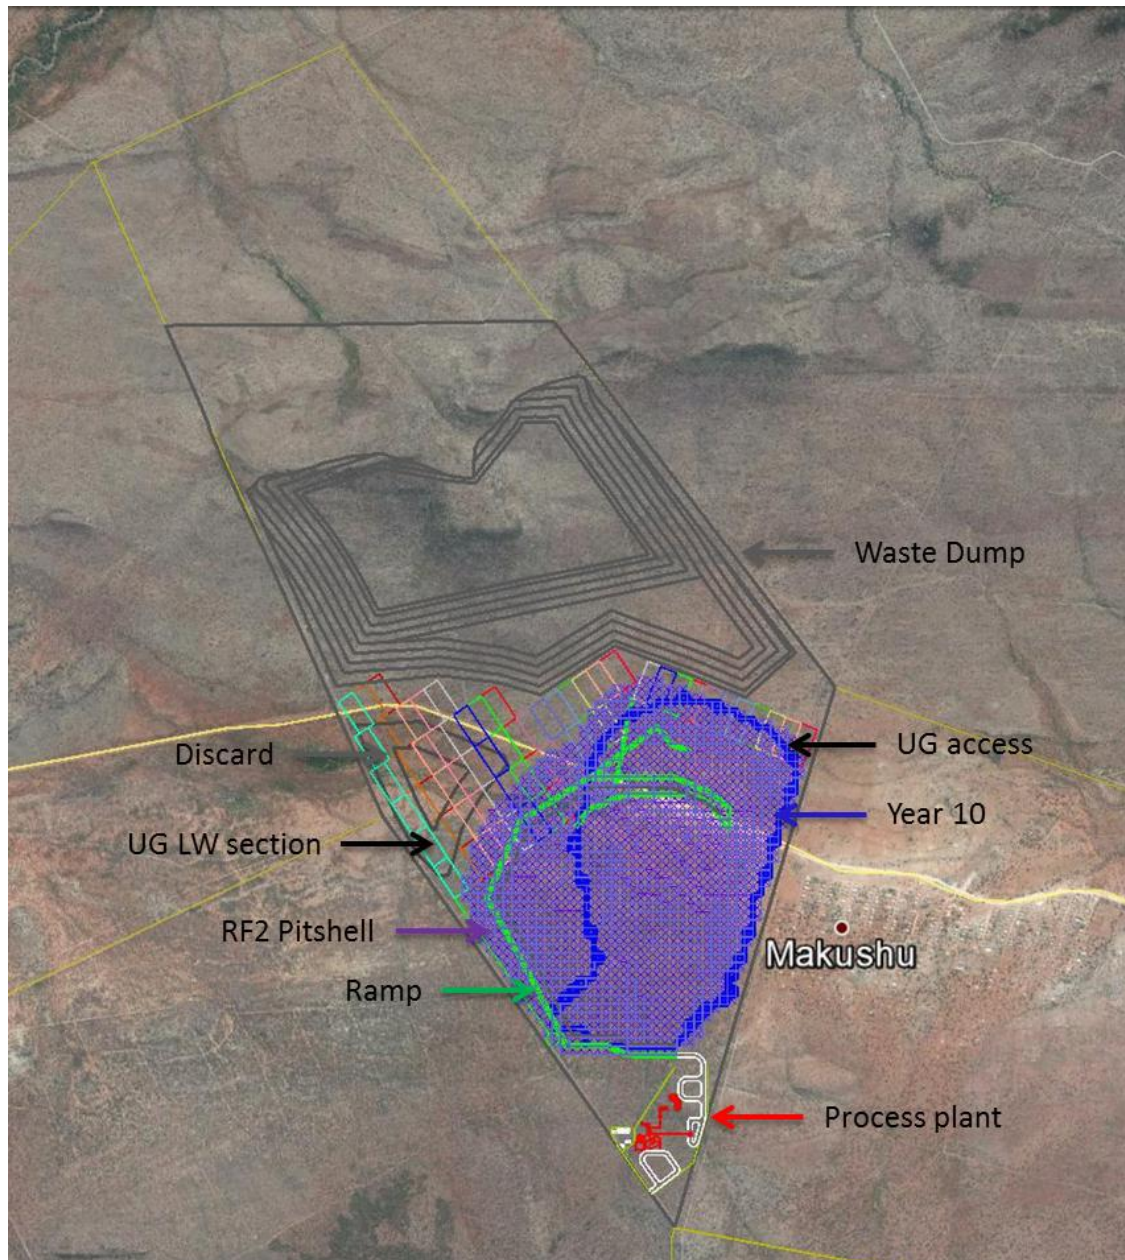 Waste Dump
UG access
Discard
Year 10
UG LW section
RF2 Pitshell
Makushu
Ramp
Process plant